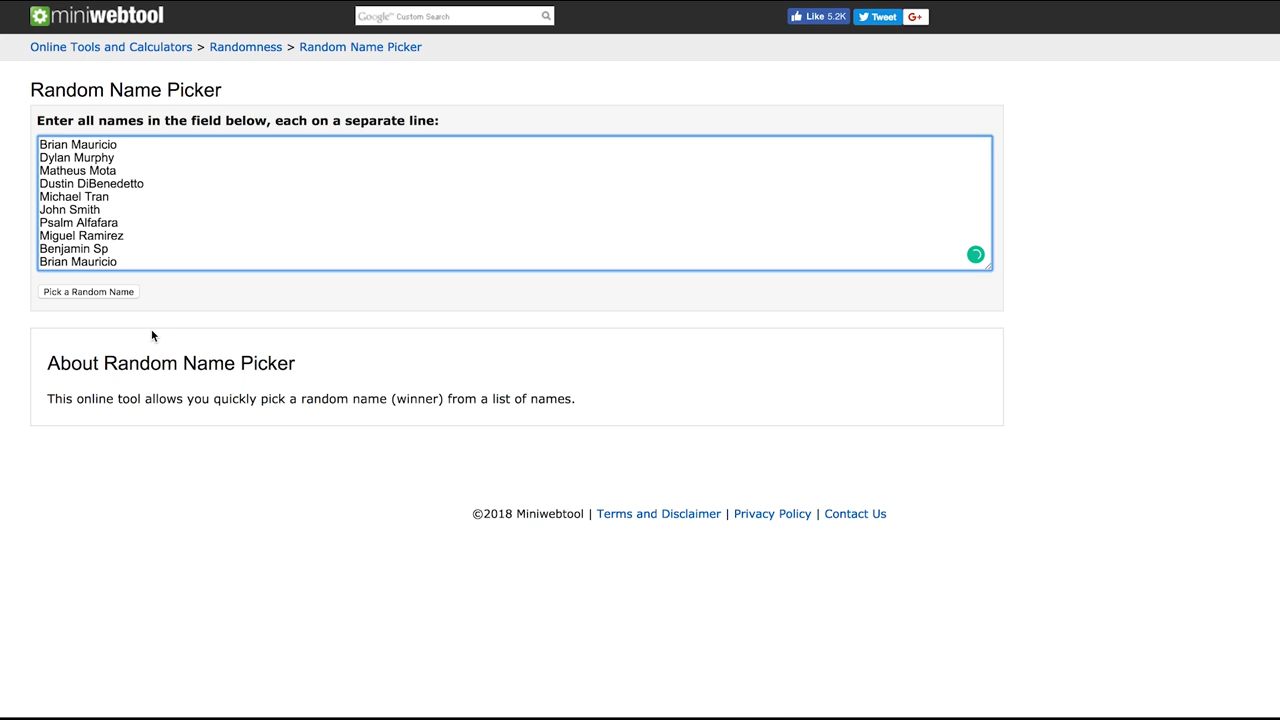 miniwebtool
Google™ Custom Search
Like 5.2K
Tweet
G+
Online Tools and Calculators > Randomness > Random Name Picker
Random Name Picker
Enter all names in the field below, each on a separate line:
Brian Mauricio
Dylan Murphy
Matheus Mota
Dustin DiBenedetto
Michael Tran
John Smith
Psalm Alfafara
Miguel Ramirez
Benjamin Sp
Brian Mauricio
Pick a Random Name
About Random Name Picker
This online tool allows you quickly pick a random name (winner) from a list of names.
©2018 Miniwebtool | Terms and Disclaimer | Privacy Policy | Contact Us